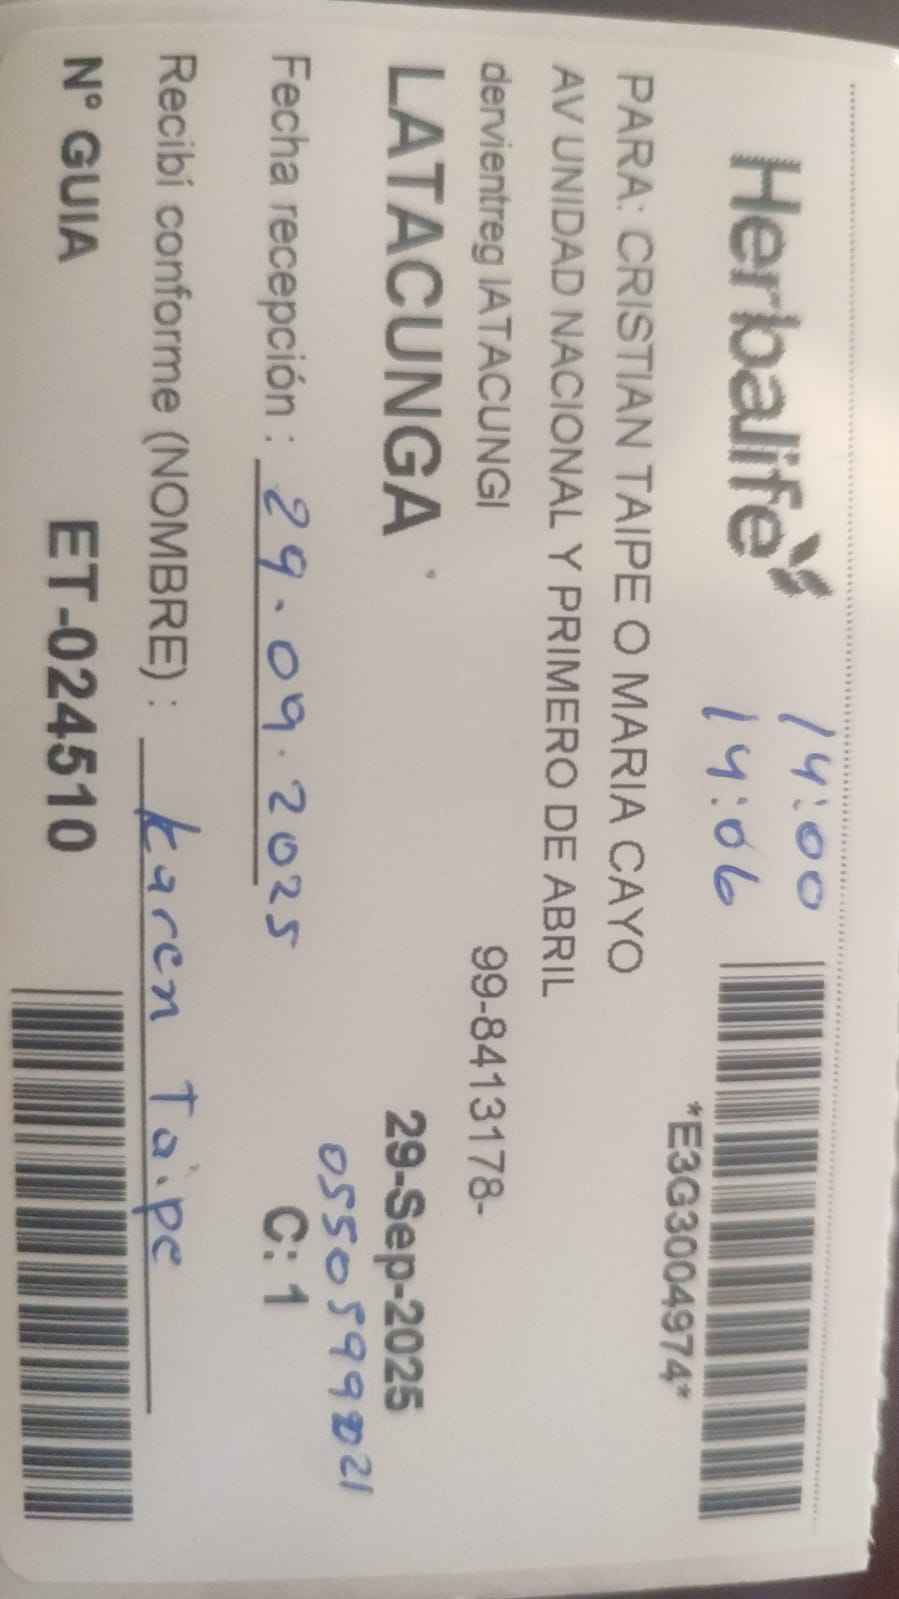 Herbalife
14:00
14:06
*E3G3004974*
PARA: CRISTIAN TAIPE O MARIA CAYO
AV UNIDAD NACIONAL Y PRIMERO DE ABRIL
dervientreg lATACUNGI 99-8413178-
LATACUNGA 29-Sep-2025
Fecha recepción : 29.09.2025 C: 1
Recibí conforme (NOMBRE) : Karen Taipe
N° GUIA ET-024510